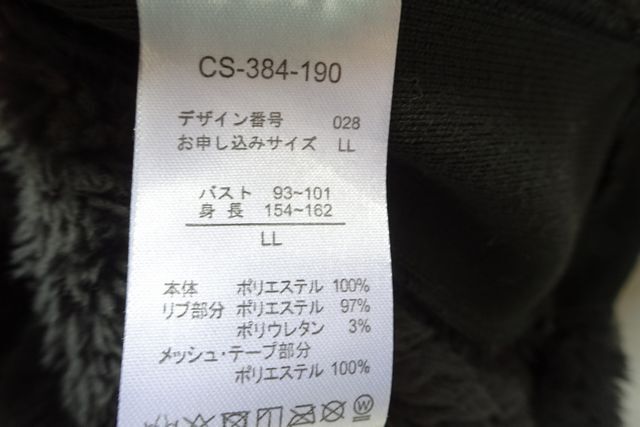 CS-384-190
デザイン番号 028
お申し込みサイズ LL
バスト 93~101
身長 154~162
LL
本体 ポリエステル 100%
リブ部分 ポリエステル 97%
ポリウレタン 3%
メッシュ・テープ部分
ポリエステル 100%
W